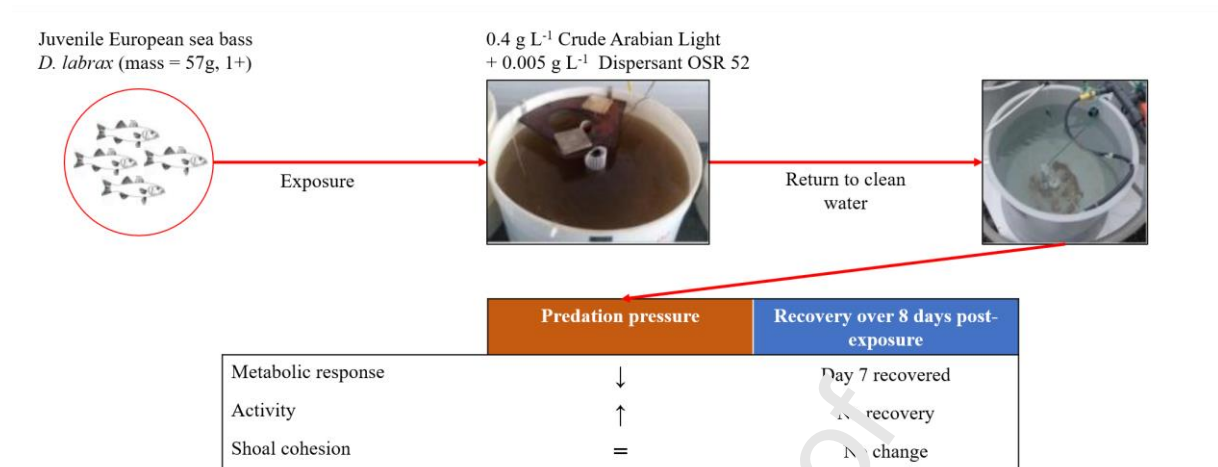 Juvenile European sea bass
D. labrax (mass = 57g, 1+)
0.4 g L⁻¹ Crude Arabian Light
+ 0.005 g L⁻¹ Dispersant OSR 52
Exposure
Return to clean
water
Predation pressure
Recovery over 8 days post-
exposure
Metabolic response ↓ Day 7 recovered
Activity ↑ No recovery
Shoal cohesion = No change